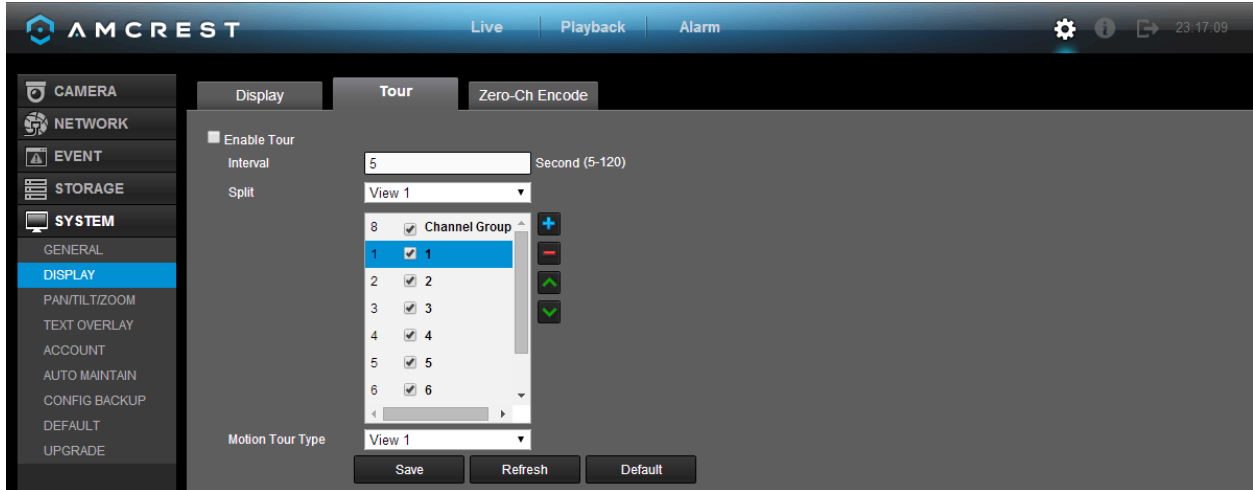 AMCREST Live Playback Alarm 23:17:09
CAMERA
NETWORK
EVENT
STORAGE
SYSTEM
GENERAL
DISPLAY
PAN/TILT/ZOOM
TEXT OVERLAY
ACCOUNT
AUTO MAINTAIN
CONFIG BACKUP
DEFAULT
UPGRADE
Display Tour Zero-Ch Encode
Enable Tour
Interval 5 Second (5-120)
Split View 1
8 Channel Group
1 1
2 2
3 3
4 4
5 5
6 6
Motion Tour Type View 1
Save Refresh Default